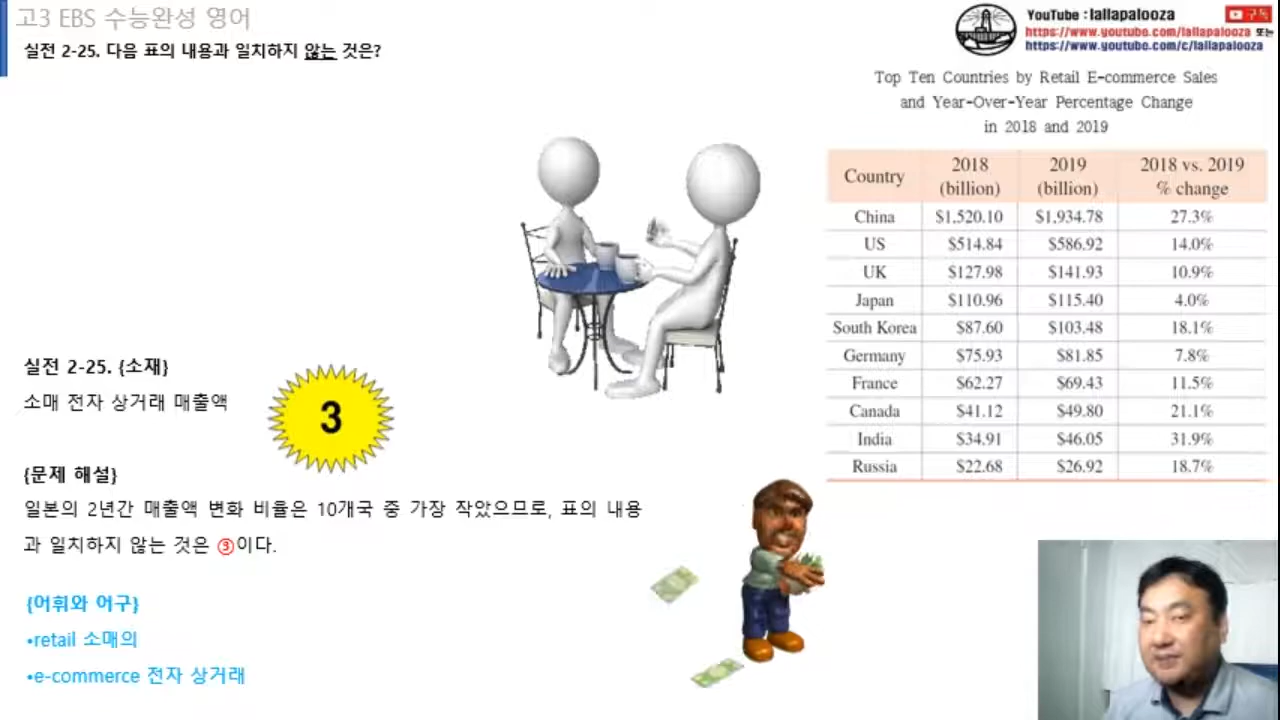 고3 EBS 수능완성 영어
실전 2-25. 다음 표의 내용과 일치하지 않는 것은?
YouTube : lallapalooza
구독
https://www.youtube.com/lallapalooza 또는
https://www.youtube.com/c/lallapalooza
Top Ten Countries by Retail E-commerce Sales
and Year-Over-Year Percentage Change
in 2018 and 2019
Country 2018 (billion) 2019 (billion) 2018 vs. 2019 % change
China $1,520.10 $1,934.78 27.3%
US $514.84 $586.92 14.0%
UK $127.98 $141.93 10.9%
Japan $110.96 $115.40 4.0%
South Korea $87.60 $103.48 18.1%
Germany $75.93 $81.85 7.8%
France $62.27 $69.43 11.5%
Canada $41.12 $49.80 21.1%
India $34.91 $46.05 31.9%
Russia $22.68 $26.92 18.7%
실전 2-25. {소재}
소매 전자 상거래 매출액
3
{문제 해설}
일본의 2년간 매출액 변화 비율은 10개국 중 가장 작았으므로, 표의 내용
과 일치하지 않는 것은 ③이다.
{어휘와 어구}
•retail 소매의
•e-commerce 전자 상거래